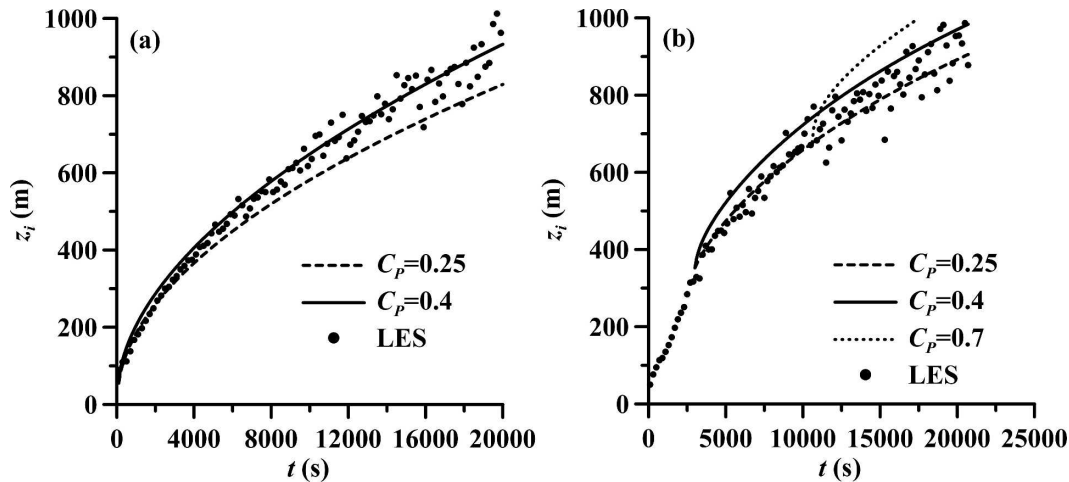 (a)
1000
800
600
400
200
0
z_i (m)
C_P=0.25
C_P=0.4
LES
0 4000 8000 12000 16000 20000
t (s)
(b)
1000
800
600
400
200
0
z_i (m)
C_P=0.25
C_P=0.4
C_P=0.7
LES
0 5000 10000 15000 20000 25000
t (s)